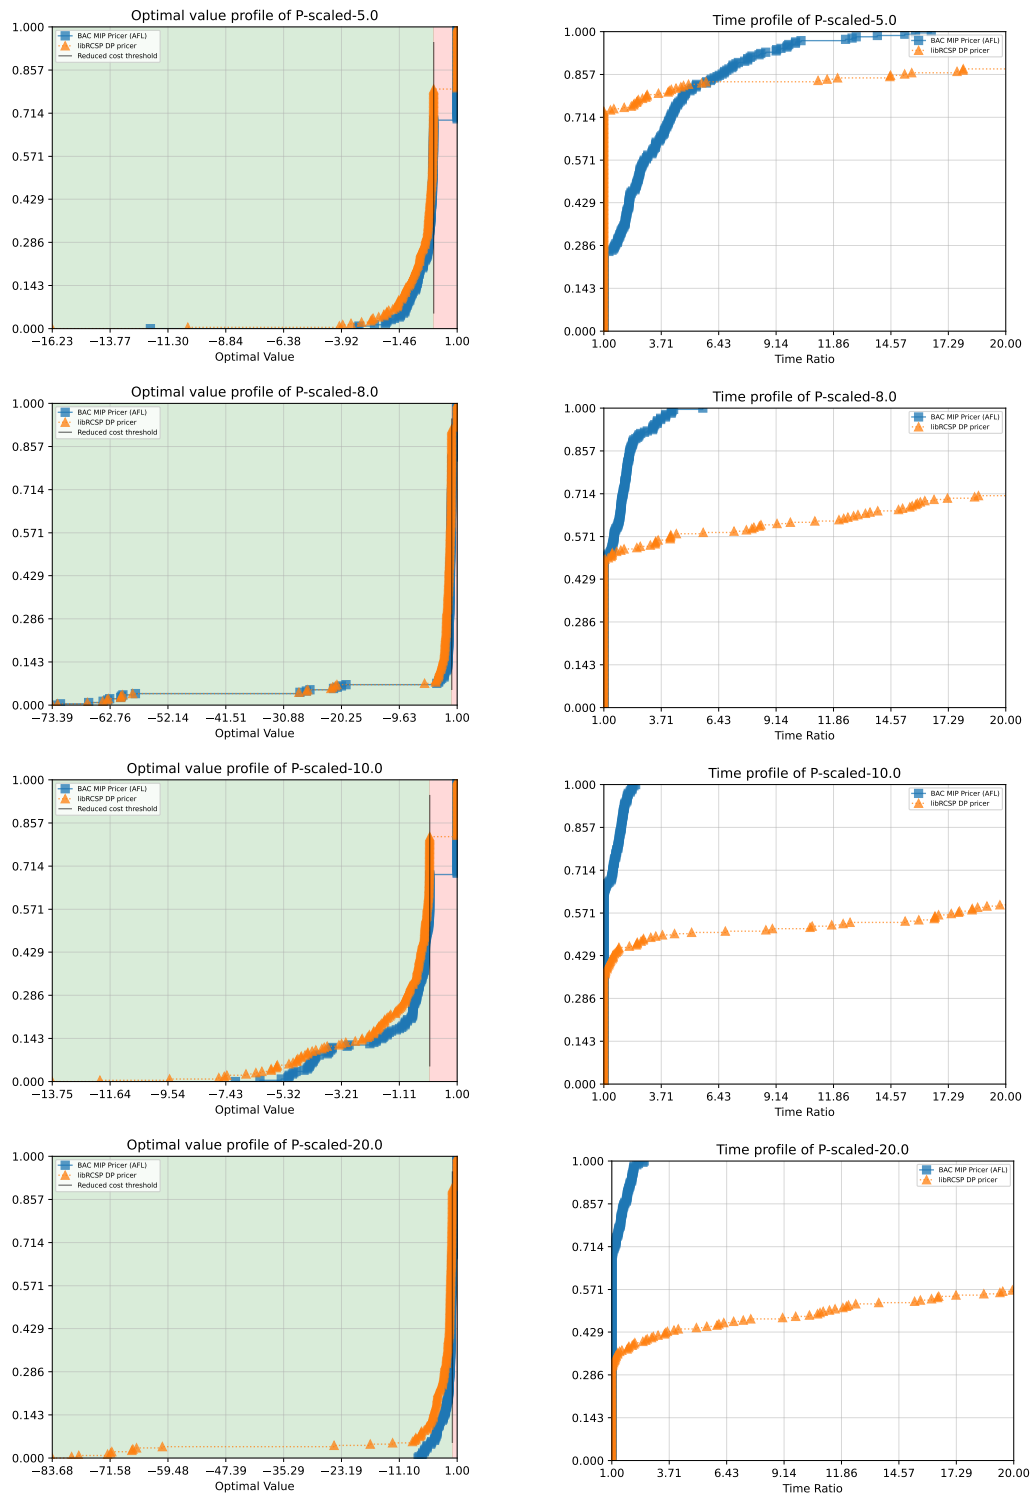 Optimal value profile of P-scaled-5.0
1.000
0.857
0.714
0.571
0.429
0.286
0.143
0.000
BAC MIP Pricer (AFL)
libRCSP DP pricer
Reduced cost threshold
−16.23 −13.77 −11.30 −8.84 −6.38 −3.92 −1.46 1.00
Optimal Value
Time profile of P-scaled-5.0
1.000
0.857
0.714
0.571
0.429
0.286
0.143
0.000
BAC MIP Pricer (AFL)
libRCSP DP pricer
1.00 3.71 6.43 9.14 11.86 14.57 17.29 20.00
Time Ratio
Optimal value profile of P-scaled-8.0
1.000
0.857
0.714
0.571
0.429
0.286
0.143
0.000
BAC MIP Pricer (AFL)
libRCSP DP pricer
Reduced cost threshold
−73.39 −62.76 −52.14 −41.51 −30.88 −20.25 −9.63 1.00
Optimal Value
Time profile of P-scaled-8.0
1.000
0.857
0.714
0.571
0.429
0.286
0.143
0.000
BAC MIP Pricer (AFL)
libRCSP DP pricer
1.00 3.71 6.43 9.14 11.86 14.57 17.29 20.00
Time Ratio
Optimal value profile of P-scaled-10.0
1.000
0.857
0.714
0.571
0.429
0.286
0.143
0.000
BAC MIP Pricer (AFL)
libRCSP DP pricer
Reduced cost threshold
−13.75 −11.64 −9.54 −7.43 −5.32 −3.21 −1.11 1.00
Optimal Value
Time profile of P-scaled-10.0
1.000
0.857
0.714
0.571
0.429
0.286
0.143
0.000
BAC MIP Pricer (AFL)
libRCSP DP pricer
1.00 3.71 6.43 9.14 11.86 14.57 17.29 20.00
Time Ratio
Optimal value profile of P-scaled-20.0
1.000
0.857
0.714
0.571
0.429
0.286
0.143
0.000
BAC MIP Pricer (AFL)
libRCSP DP pricer
Reduced cost threshold
−83.68 −71.58 −59.48 −47.39 −35.29 −23.19 −11.10 1.00
Optimal Value
Time profile of P-scaled-20.0
1.000
0.857
0.714
0.571
0.429
0.286
0.143
0.000
BAC MIP Pricer (AFL)
libRCSP DP pricer
1.00 3.71 6.43 9.14 11.86 14.57 17.29 20.00
Time Ratio